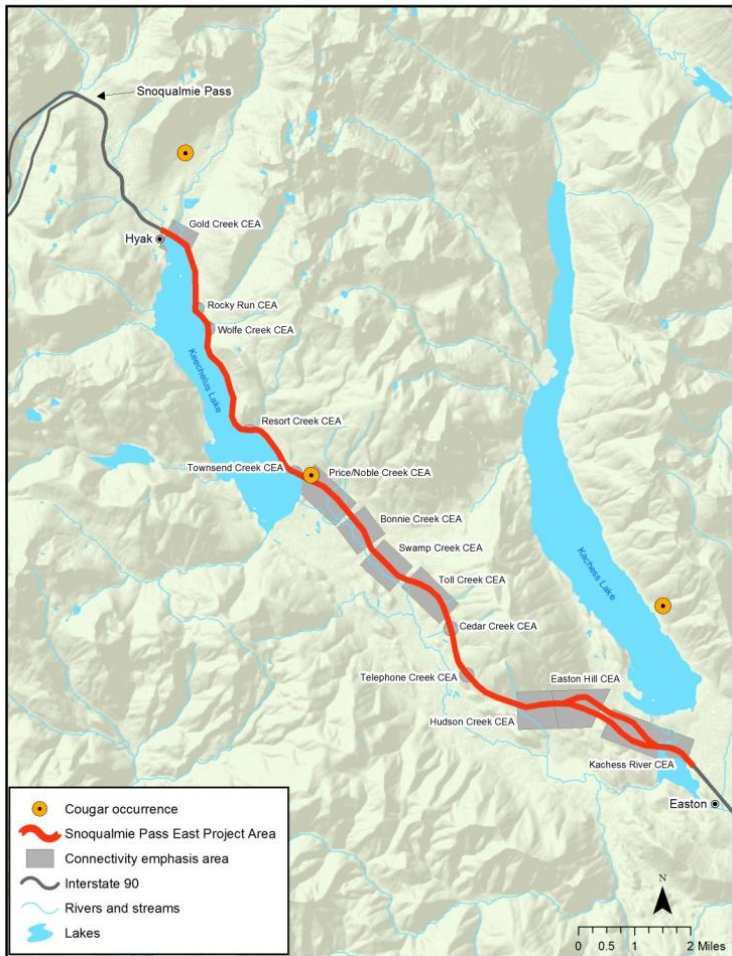 Snoqualmie Pass
Gold Creek CEA
Hyak
Rocky Run CEA
Wolfe Creek CEA
Keechelus Lake
Resort Creek CEA
Townsend Creek CEA
Price/Noble Creek CEA
Bonnie Creek CEA
Swamp Creek CEA
Kachess Lake
Toll Creek CEA
Cedar Creek CEA
Telephone Creek CEA
Easton Hill CEA
Hudson Creek CEA
Kachess River CEA
Easton
Cougar occurrence
Snoqualmie Pass East Project Area
Connectivity emphasis area
Interstate 90
Rivers and streams
Lakes
N
0 0.5 1 2 Miles